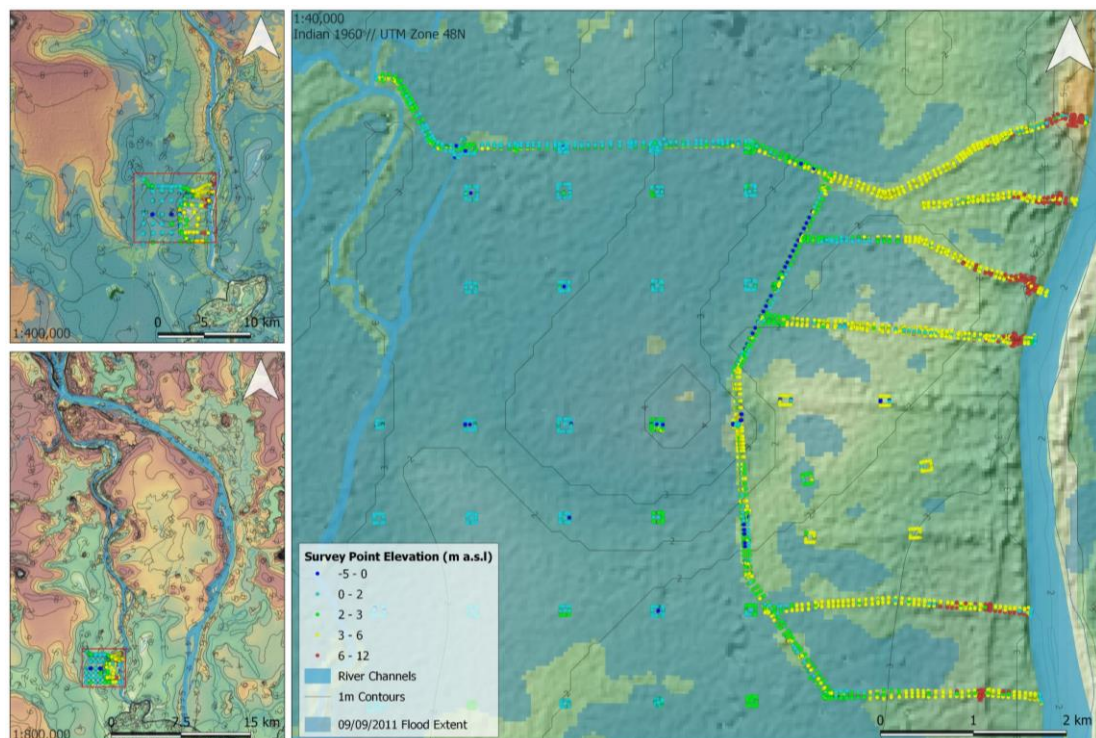 1:40,000
Indian 1960 // UTM Zone 48N
0 5 10 km
1:400,000
0 7.5 15 km
1:800,000
Survey Point Elevation (m a.s.l)
-5 - 0
0 - 2
2 - 3
3 - 6
6 - 12
River Channels
1m Contours
09/09/2011 Flood Extent
0 1 2 km